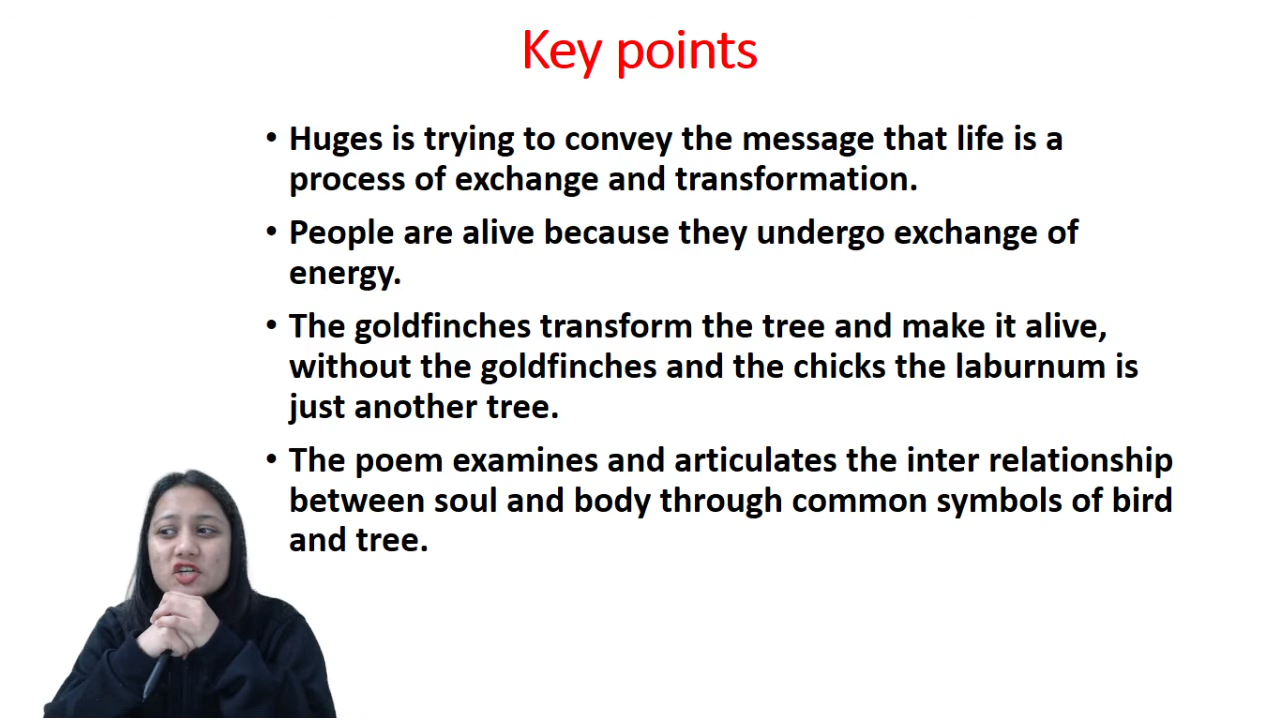 Key points
• Huges is trying to convey the message that life is a
process of exchange and transformation.
• People are alive because they undergo exchange of
energy.
• The goldfinches transform the tree and make it alive,
without the goldfinches and the chicks the laburnum is
just another tree.
• The poem examines and articulates the inter relationship
between soul and body through common symbols of bird
and tree.